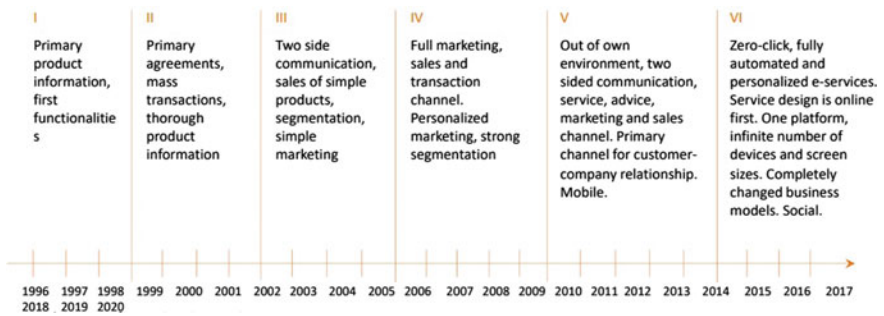 I
Primary
product
information,
first
functionalitie
s
II
Primary
agreements,
mass
transactions,
thorough
product
information
III
Two side
communication,
sales of simple
products,
segmentation,
simple
marketing
IV
Full marketing,
sales and
transaction
channel.
Personalized
marketing, strong
segmentation
V
Out of own
environment, two
sided communication,
service, advice,
marketing and sales
channel. Primary
channel for customer-
company relationship.
Mobile.
VI
Zero-click, fully
automated and
personalized e-services.
Service design is online
first. One platform,
infinite number of
devices and screen
sizes. Completely
changed business
models. Social.
1996 1997 1998 1999 2000 2001 2002 2003 2004 2005 2006 2007 2008 2009 2010 2011 2012 2013 2014 2015 2016 2017
2018 2019 2020